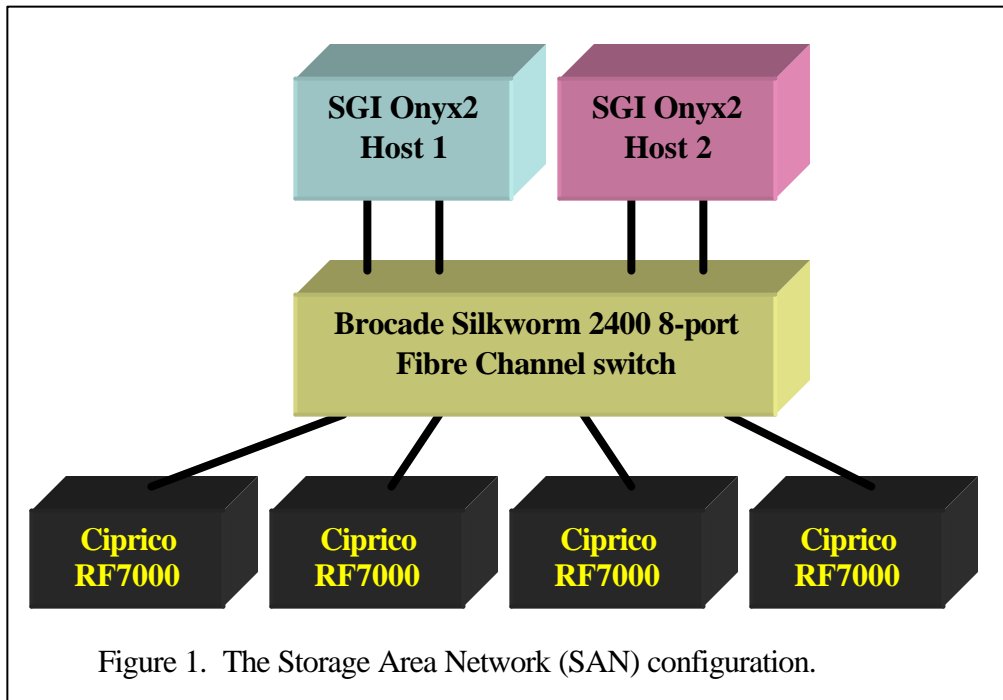 SGI Onyx2
Host 1
SGI Onyx2
Host 2
Brocade Silkworm 2400 8-port
Fibre Channel switch
Ciprico
RF7000
Ciprico
RF7000
Ciprico
RF7000
Ciprico
RF7000
Figure 1. The Storage Area Network (SAN) configuration.